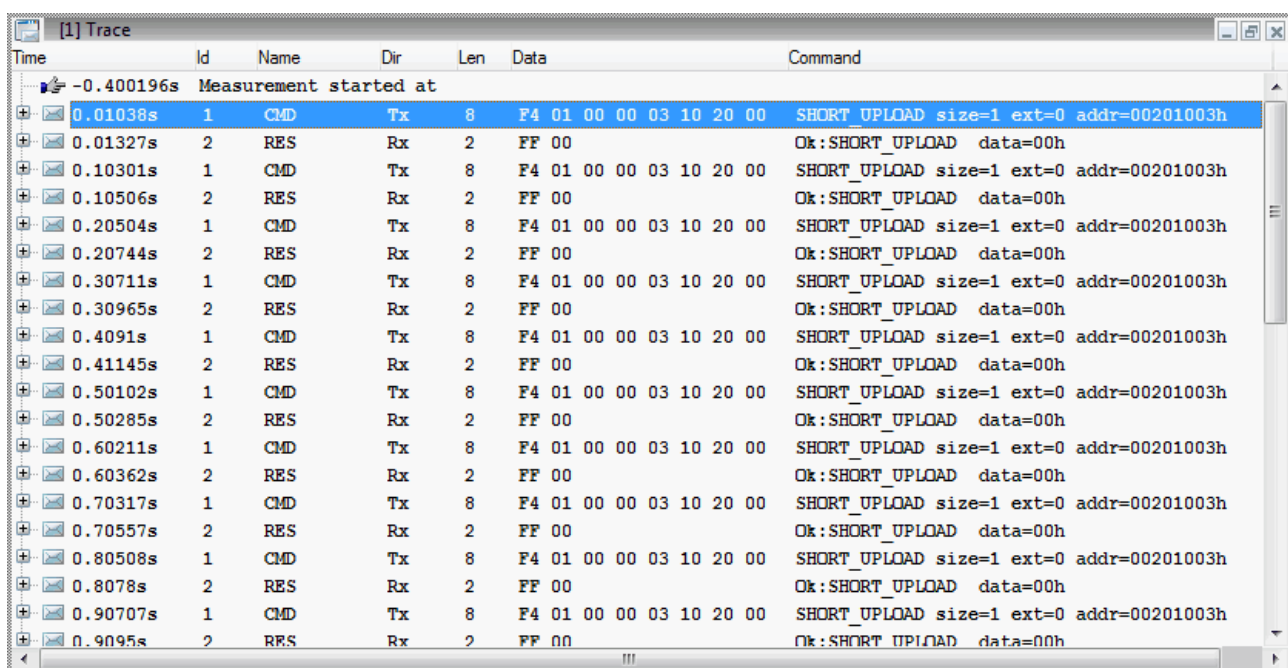 [1] Trace
Time Id Name Dir Len Data Command
-0.400196s Measurement started at
0.01038s 1 CMD Tx 8 F4 01 00 00 03 10 20 00 SHORT_UPLOAD size=1 ext=0 addr=00201003h
0.01327s 2 RES Rx 2 FF 00 Ok:SHORT_UPLOAD data=00h
0.10301s 1 CMD Tx 8 F4 01 00 00 03 10 20 00 SHORT_UPLOAD size=1 ext=0 addr=00201003h
0.10506s 2 RES Rx 2 FF 00 Ok:SHORT_UPLOAD data=00h
0.20504s 1 CMD Tx 8 F4 01 00 00 03 10 20 00 SHORT_UPLOAD size=1 ext=0 addr=00201003h
0.20744s 2 RES Rx 2 FF 00 Ok:SHORT_UPLOAD data=00h
0.30711s 1 CMD Tx 8 F4 01 00 00 03 10 20 00 SHORT_UPLOAD size=1 ext=0 addr=00201003h
0.30965s 2 RES Rx 2 FF 00 Ok:SHORT_UPLOAD data=00h
0.4091s 1 CMD Tx 8 F4 01 00 00 03 10 20 00 SHORT_UPLOAD size=1 ext=0 addr=00201003h
0.41145s 2 RES Rx 2 FF 00 Ok:SHORT_UPLOAD data=00h
0.50102s 1 CMD Tx 8 F4 01 00 00 03 10 20 00 SHORT_UPLOAD size=1 ext=0 addr=00201003h
0.50285s 2 RES Rx 2 FF 00 Ok:SHORT_UPLOAD data=00h
0.60211s 1 CMD Tx 8 F4 01 00 00 03 10 20 00 SHORT_UPLOAD size=1 ext=0 addr=00201003h
0.60362s 2 RES Rx 2 FF 00 Ok:SHORT_UPLOAD data=00h
0.70317s 1 CMD Tx 8 F4 01 00 00 03 10 20 00 SHORT_UPLOAD size=1 ext=0 addr=00201003h
0.70557s 2 RES Rx 2 FF 00 Ok:SHORT_UPLOAD data=00h
0.80508s 1 CMD Tx 8 F4 01 00 00 03 10 20 00 SHORT_UPLOAD size=1 ext=0 addr=00201003h
0.8078s 2 RES Rx 2 FF 00 Ok:SHORT_UPLOAD data=00h
0.90707s 1 CMD Tx 8 F4 01 00 00 03 10 20 00 SHORT_UPLOAD size=1 ext=0 addr=00201003h
0.9095s 2 RES Rx 2 FF 00 Ok:SHORT_UPLOAD data=00h